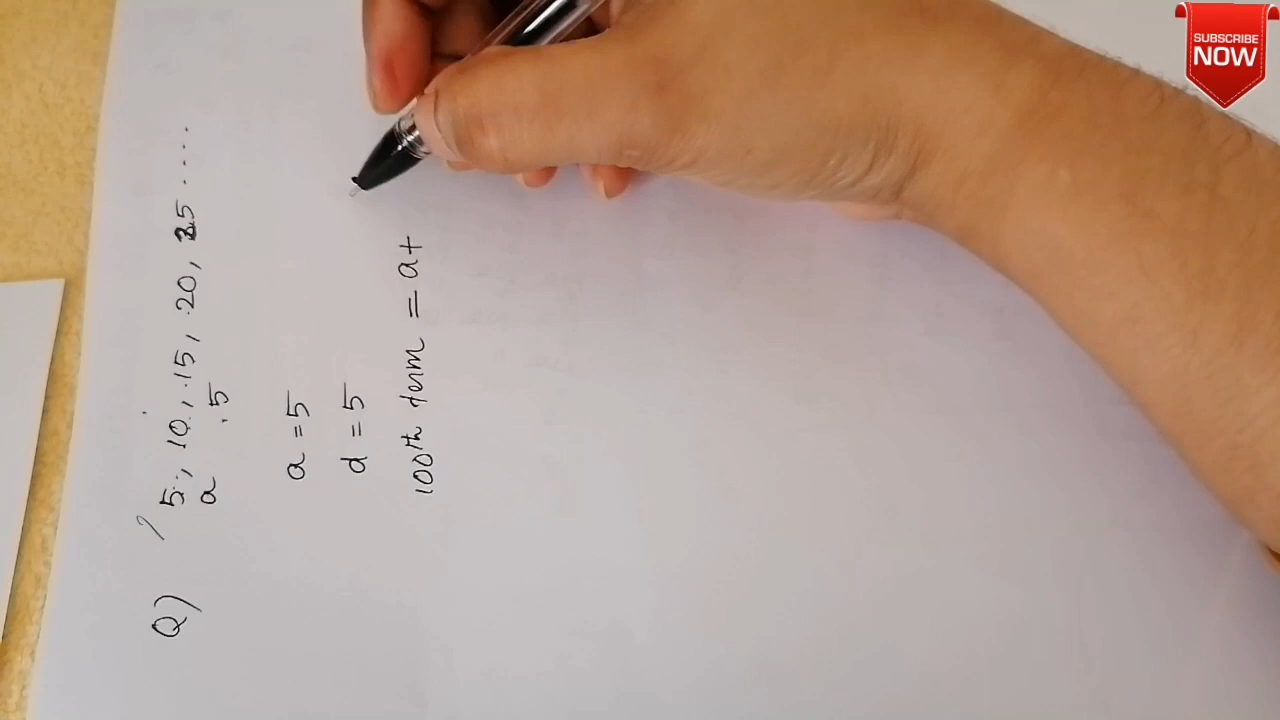 Q) 5, 10, 15, 20, 25 ....
a 5
a = 5
d = 5
100th term = a+
SUBSCRIBE
NOW